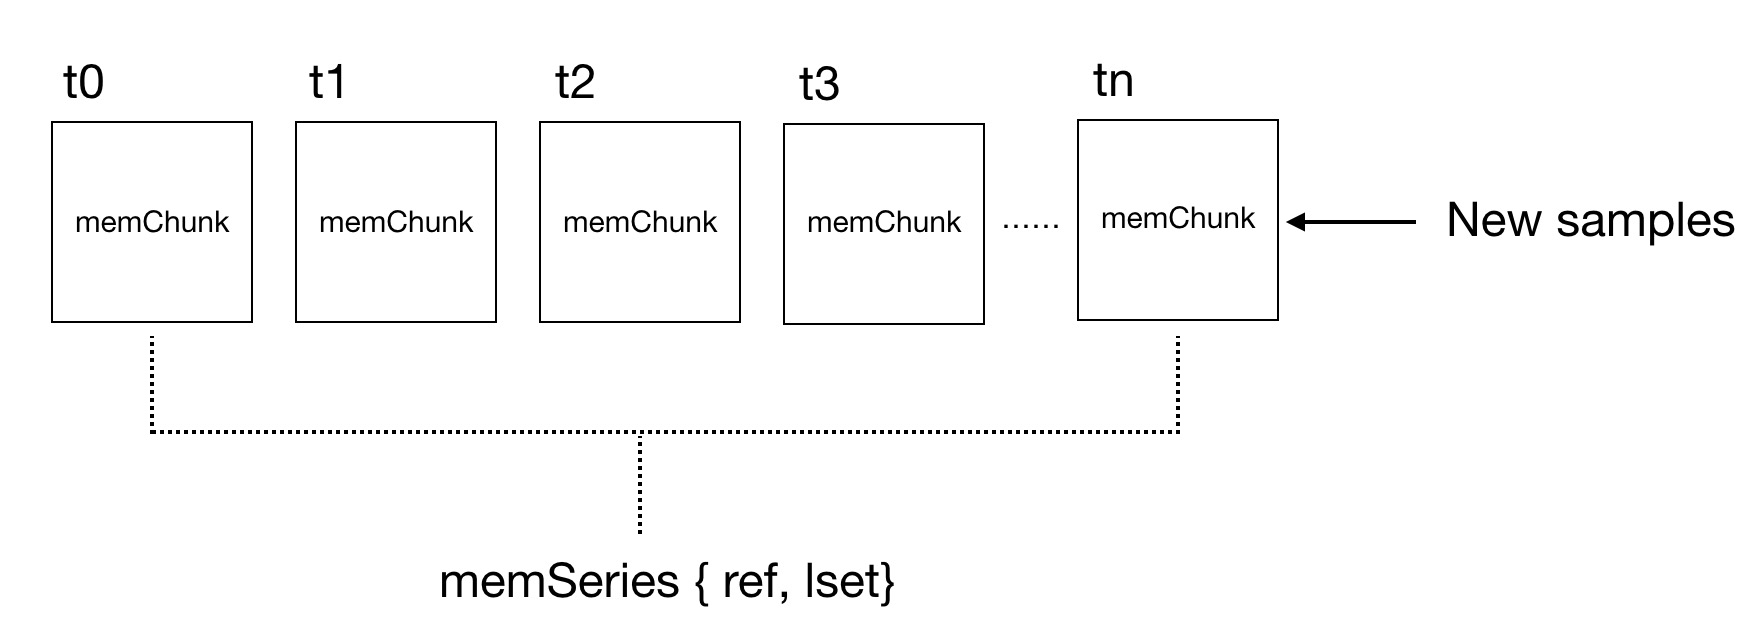 t0 t1 t2 t3 tn
memChunk memChunk memChunk memChunk ...... memChunk New samples
memSeries { ref, lset}